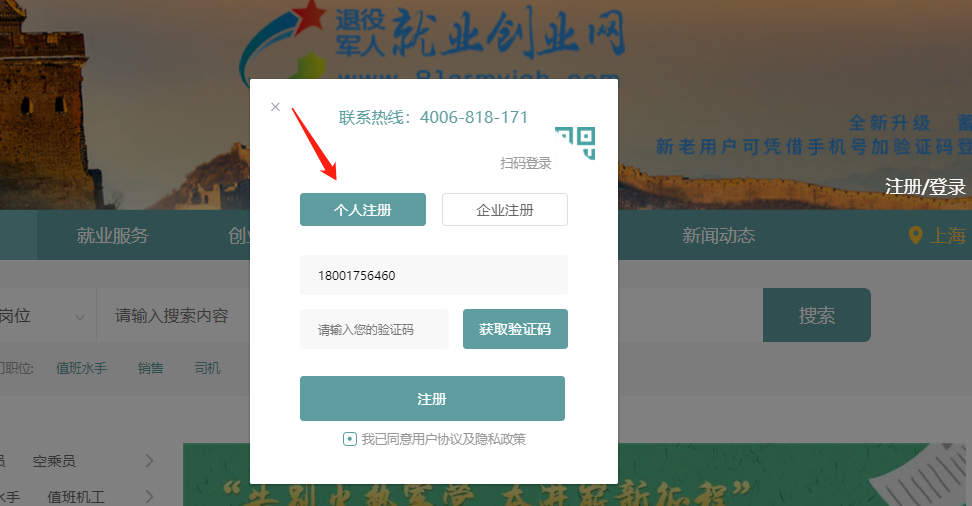 退役
军人 就业创业网
www.81armyjob.com
联系热线：4006-818-171
全新升级
新老用户可凭借手机号加验证码登
扫码登录
注册/登录
个人注册
企业注册
就业服务
创业
新闻动态
上海
18001756460
岗位
请输入搜索内容
搜索
请输入您的验证码
获取验证码
职位:
值班水手
销售
司机
注册
我已同意用户协议及隐私政策
员
空乘员
水手
值班机工